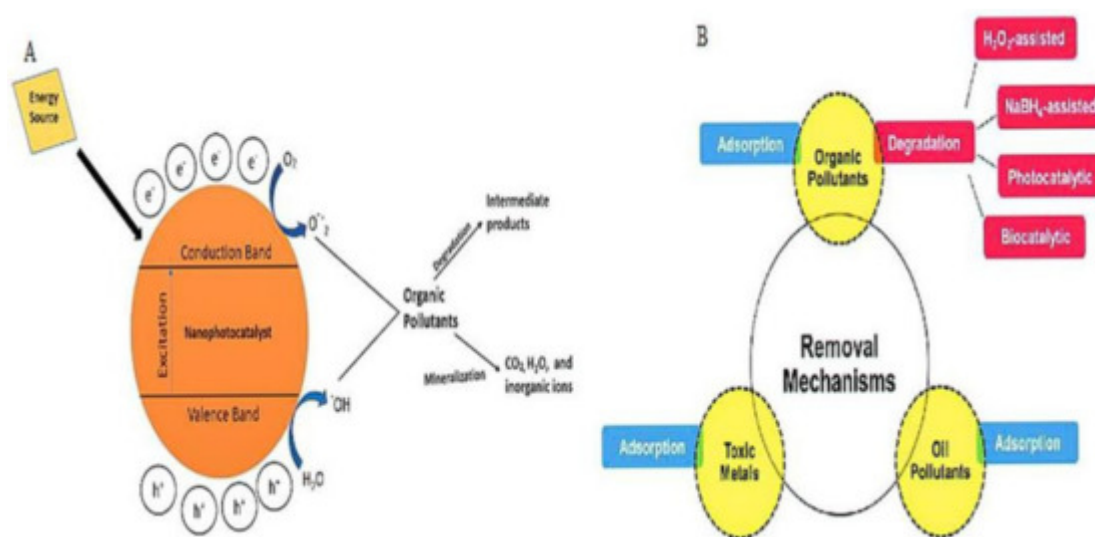 A
Energy
Source
e⁻
e⁻
e⁻
e⁻
e⁻
O₂
O˙⁻₂
Conduction Band
Excitation
Nanophotocatalyst
Valence Band
˙OH
H₂O
h⁺
h⁺
h⁺
h⁺
Organic
Pollutants
Degradation
Intermediate
products
Mineralization
CO₂, H₂O, and
inorganic ions
B
H₂O₂-assisted
NaBH₄-assisted
Adsorption
Organic
Pollutants
Degradation
Photocatalytic
Biocatalytic
Removal
Mechanisms
Adsorption
Toxic
Metals
Oil
Pollutants
Adsorption